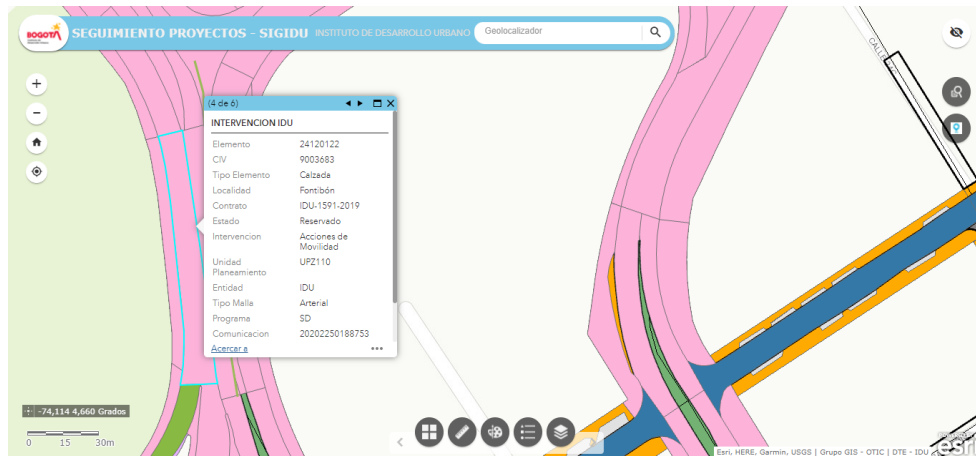 BOGOTÁ
SEGUIMIENTO PROYECTOS - SIGIDU INSTITUTO DE DESARROLLO URBANO
Geolocalizador
(4 de 6)
INTERVENCION IDU
Elemento 24120122
CIV 9003683
Tipo Elemento Calzada
Localidad Fontibón
Contrato IDU-1591-2019
Estado Reservado
Intervencion Acciones de
Movilidad
Unidad UPZ110
Planeamiento
Entidad IDU
Tipo Malla Arterial
Programa SD
Comunicacion 20202250188753
Acercar a
-74,114 4,660 Grados
0 15 30m
Esri, HERE, Garmin, USGS | Grupo GIS - OTIC | DTE - IDU
esri